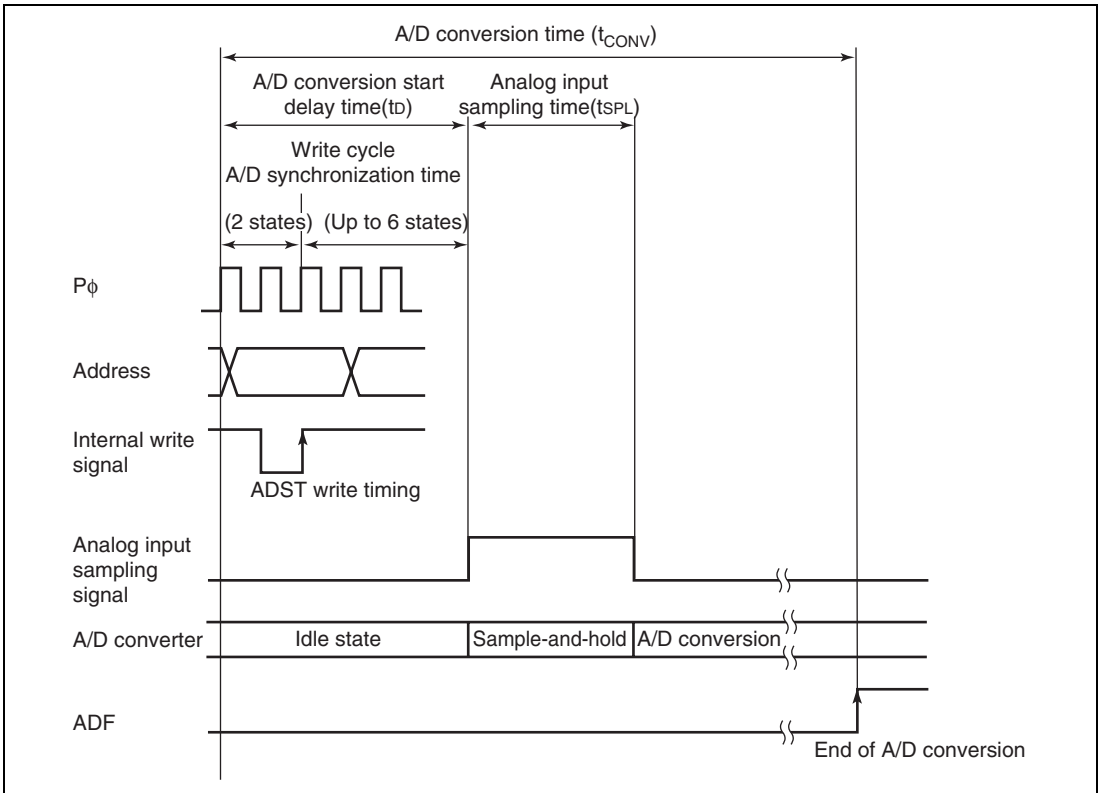 A/D conversion time (tCONV)
A/D conversion start
delay time(tD)
Analog input
sampling time(tSPL)
Write cycle
A/D synchronization time
(2 states) (Up to 6 states)
Pϕ
Address
Internal write
signal
ADST write timing
Analog input
sampling
signal
A/D converter
Idle state
Sample-and-hold
A/D conversion
ADF
End of A/D conversion